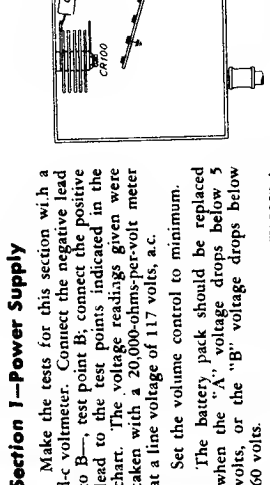 Section 1—Power Supply
Make the tests for this section with a
d-c voltmeter. Connect the negative lead
to B—, test point B; connect the positive
lead to the test points indicated in the
chart. The voltage readings given were
taken with a 20,000-ohms-per-volt meter
at a line voltage of 117 volts, a.c.
Set the volume control to minimum.
The battery pack should be replaced
when the "A" voltage drops below 5
volts, or the "B" voltage drops below
60 volts.
CR100